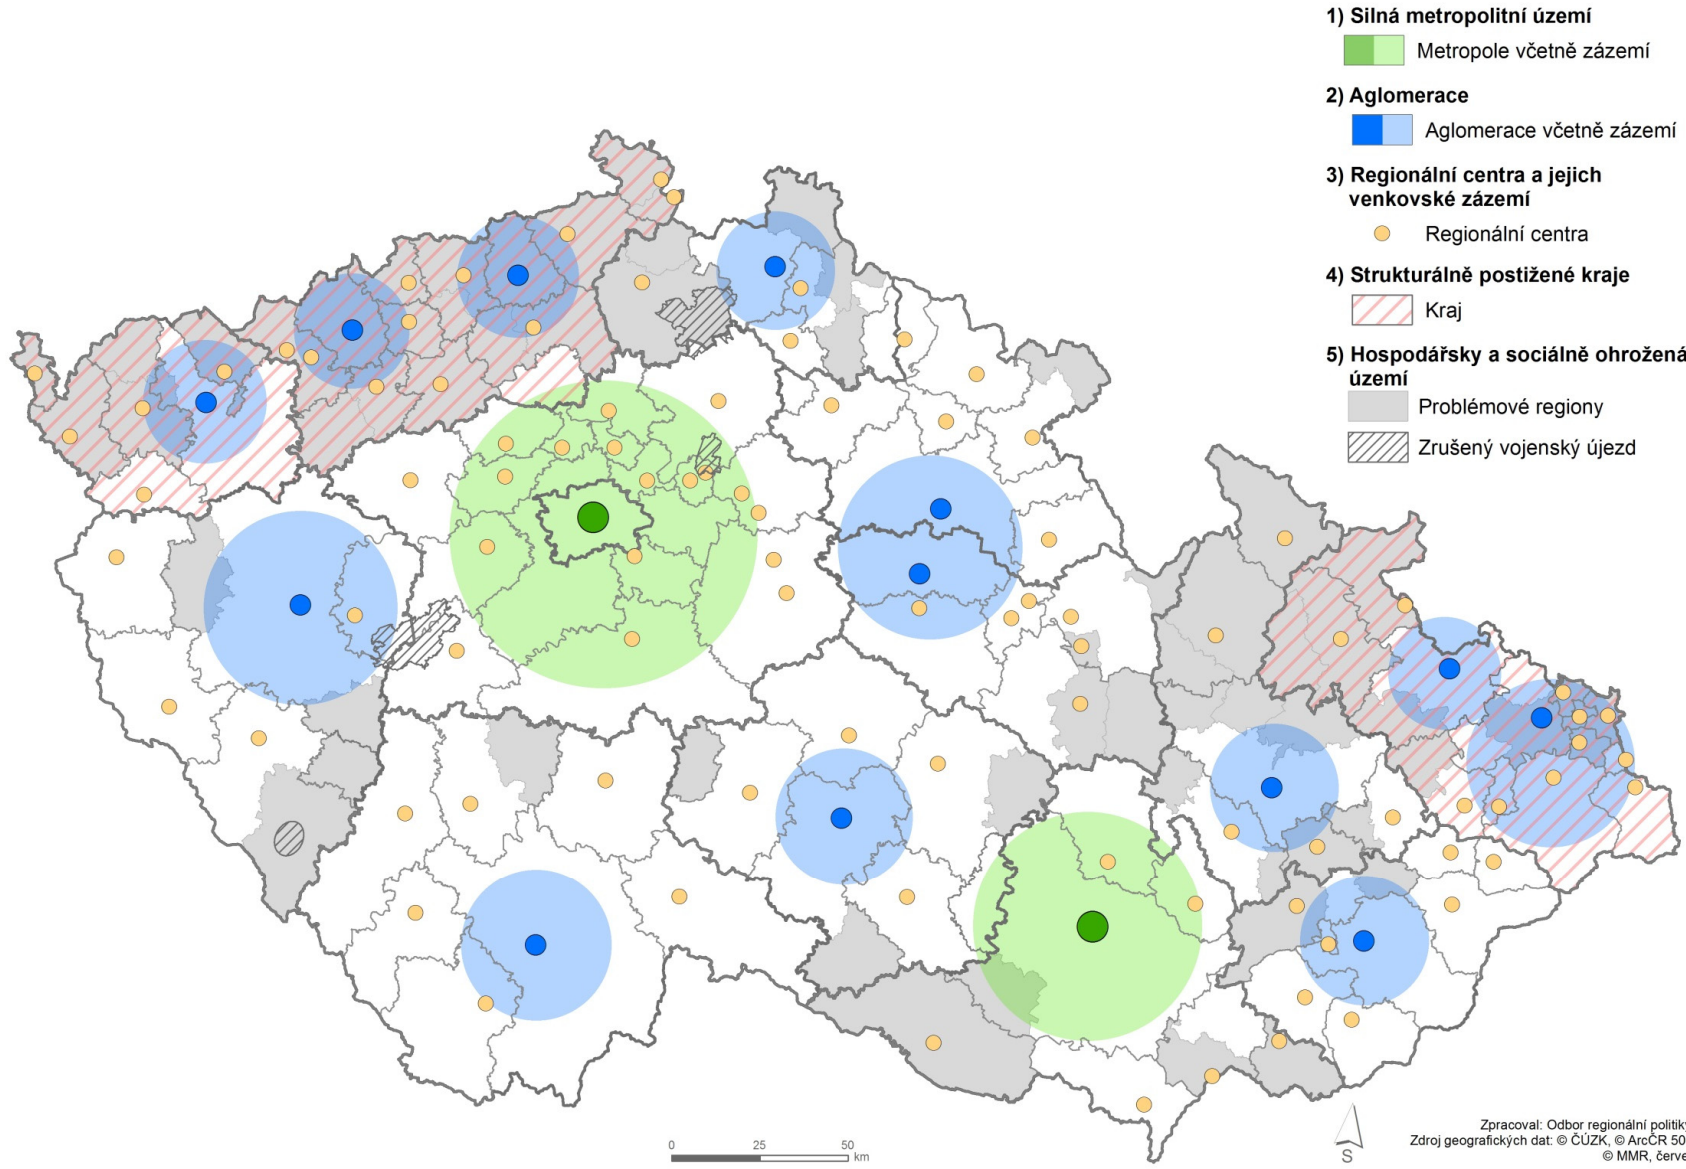 1) Silná metropolitní území
Metropole včetně zázemí
2) Aglomerace
Aglomerace včetně zázemí
3) Regionální centra a jejich
venkovské zázemí
Regionální centra
4) Strukturálně postižené kraje
Kraj
5) Hospodářsky a sociálně ohrožená
území
Problémové regiony
Zrušený vojenský újezd
0 25 50
km
S
Zpracoval: Odbor regionální politiky
Zdroj geografických dat: © ČÚZK, © ArcČR 50
© MMR, červe